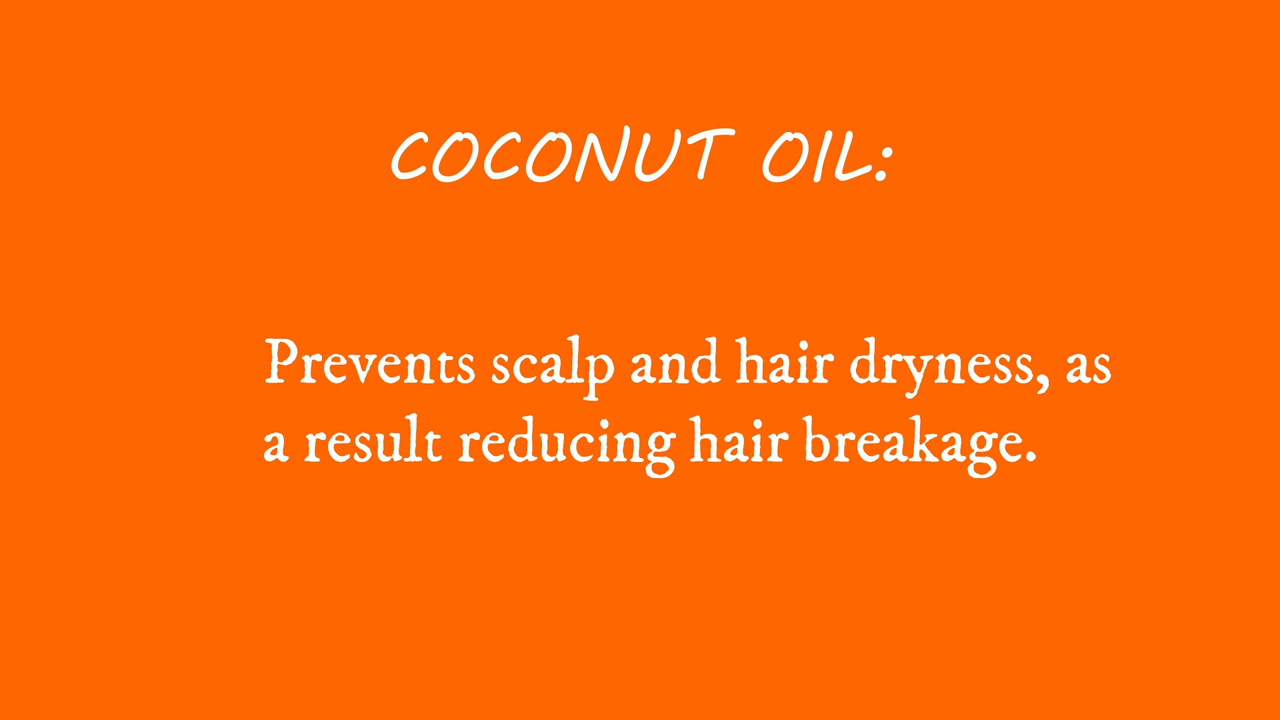 COCONUT OIL:
Prevents scalp and hair dryness, as
a result reducing hair breakage.